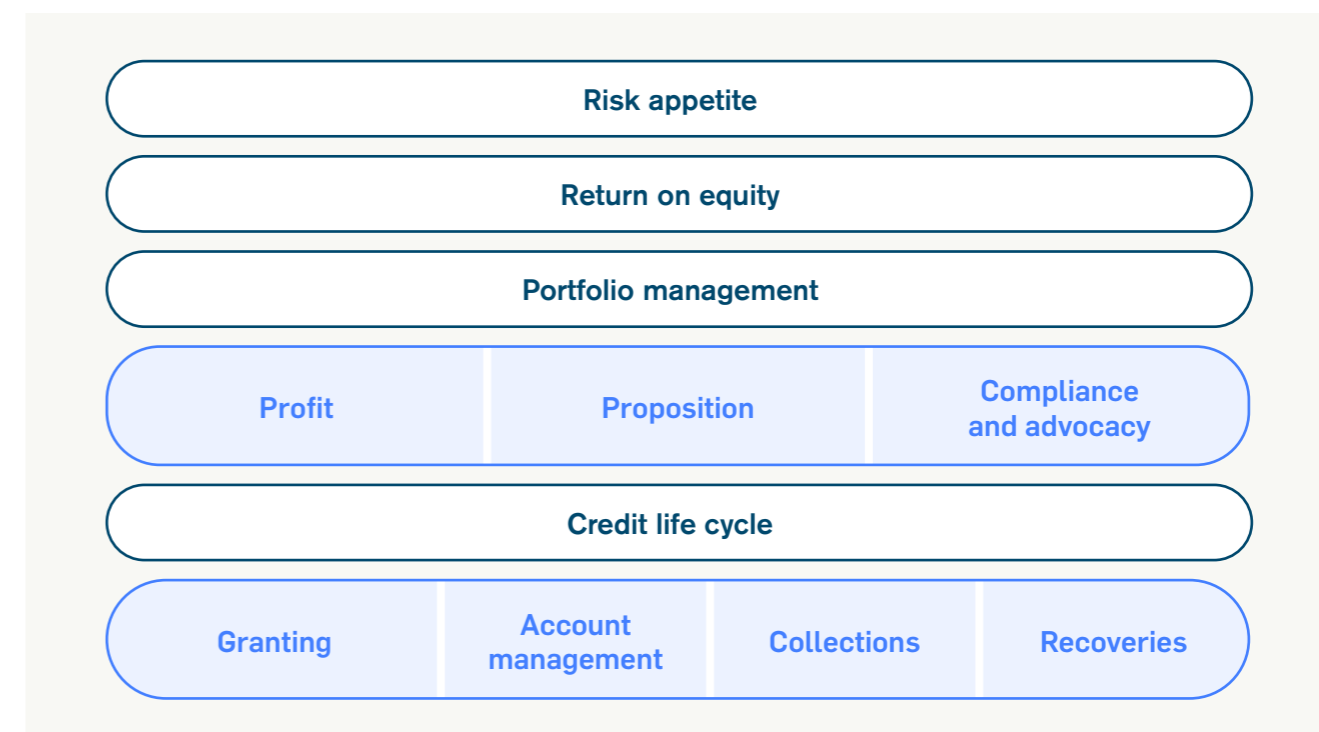 Risk appetite
Return on equity
Portfolio management
Profit
Proposition
Compliance
and advocacy
Credit life cycle
Granting
Account
management
Collections
Recoveries